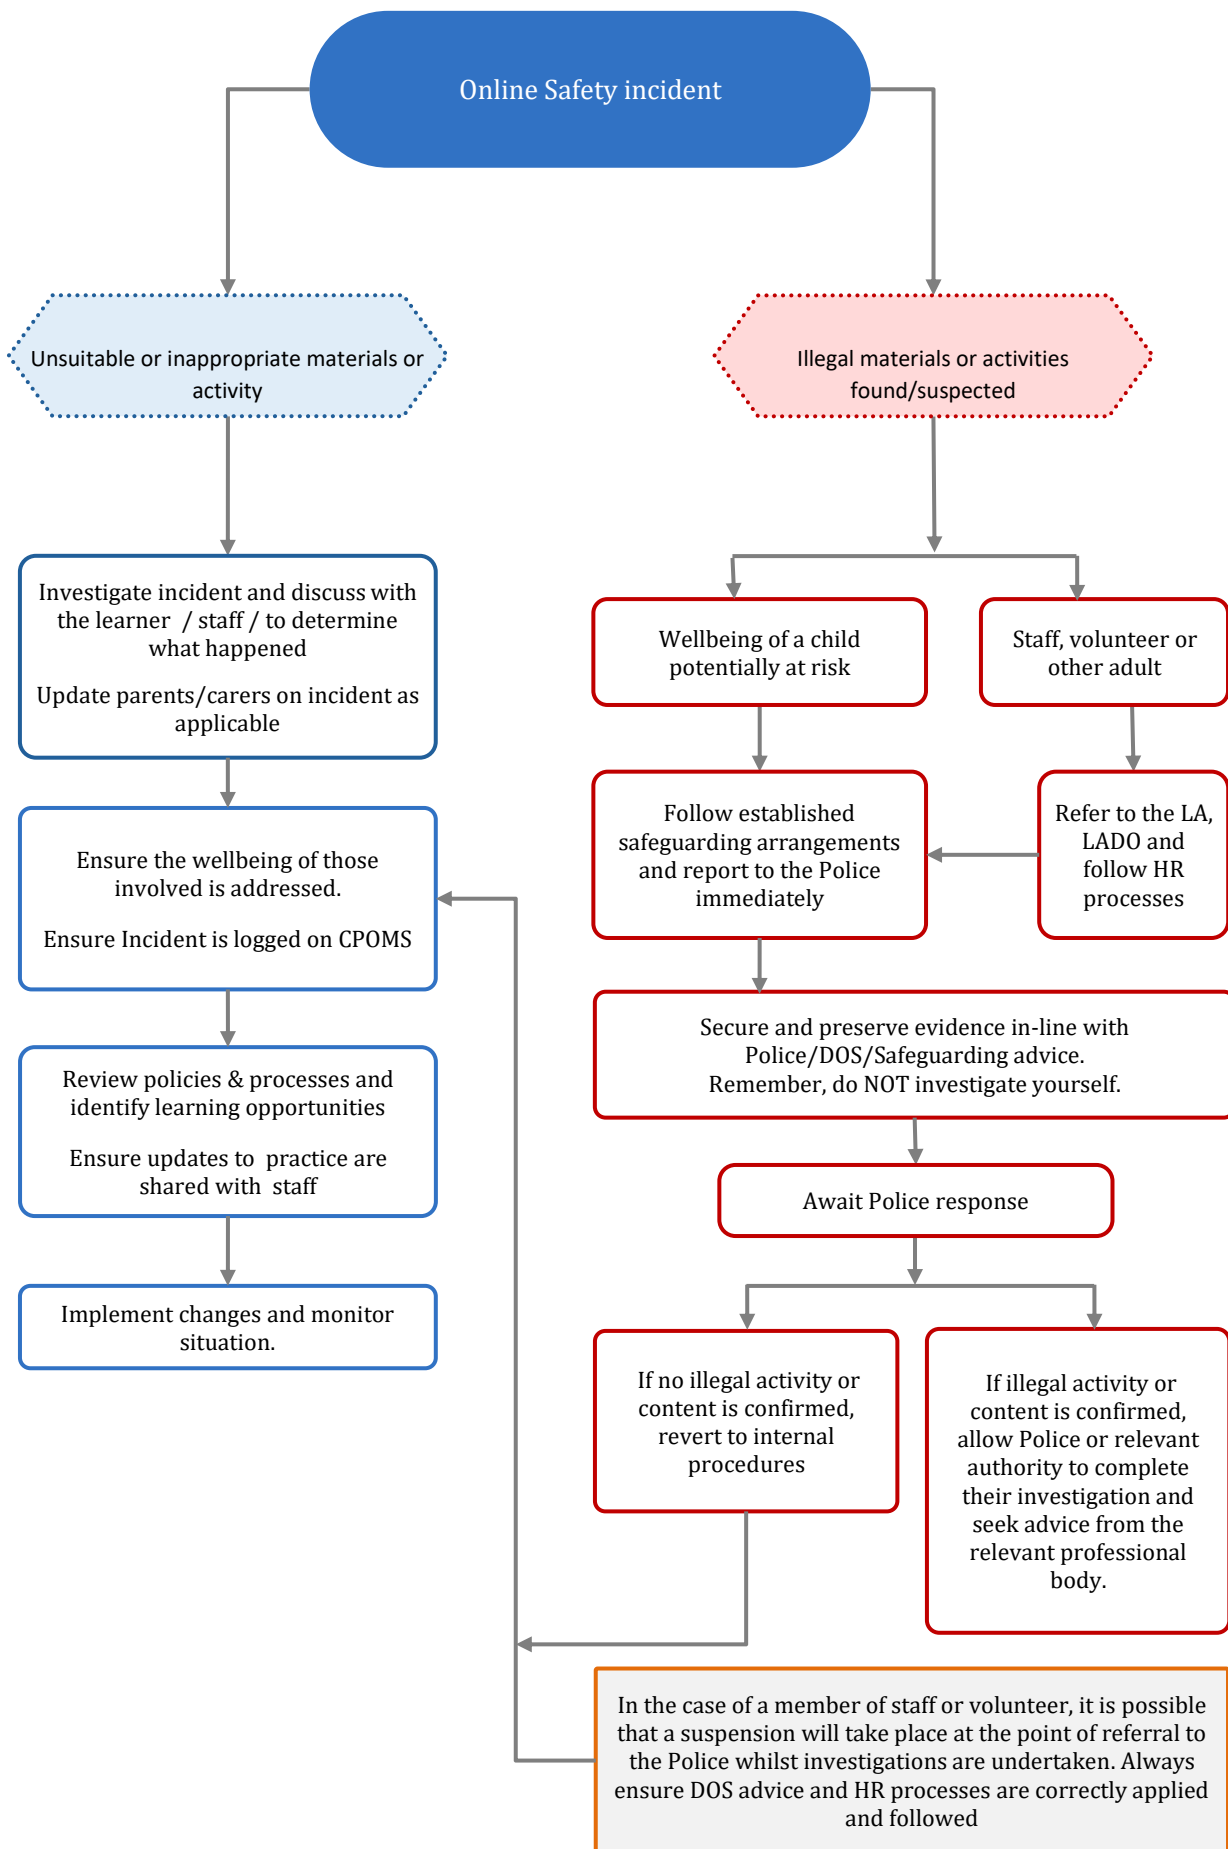 Online Safety incident
Unsuitable or inappropriate materials or
activity
Illegal materials or activities
found/suspected
Investigate incident and discuss with
the learner / staff / to determine
what happened
Update parents/carers on incident as
applicable
Ensure the wellbeing of those
involved is addressed.
Ensure Incident is logged on CPOMS
Review policies & processes and
identify learning opportunities
Ensure updates to practice are
shared with staff
Implement changes and monitor
situation.
Wellbeing of a child
potentially at risk
Staff, volunteer or
other adult
Follow established
safeguarding arrangements
and report to the Police
immediately
Refer to the LA,
LADO and
follow HR
processes
Secure and preserve evidence in-line with
Police/DOS/Safeguarding advice.
Remember, do NOT investigate yourself.
Await Police response
If no illegal activity or
content is confirmed,
revert to internal
procedures
If illegal activity or
content is confirmed,
allow Police or relevant
authority to complete
their investigation and
seek advice from the
relevant professional
body.
In the case of a member of staff or volunteer, it is possible
that a suspension will take place at the point of referral to
the Police whilst investigations are undertaken. Always
ensure DOS advice and HR processes are correctly applied
and followed